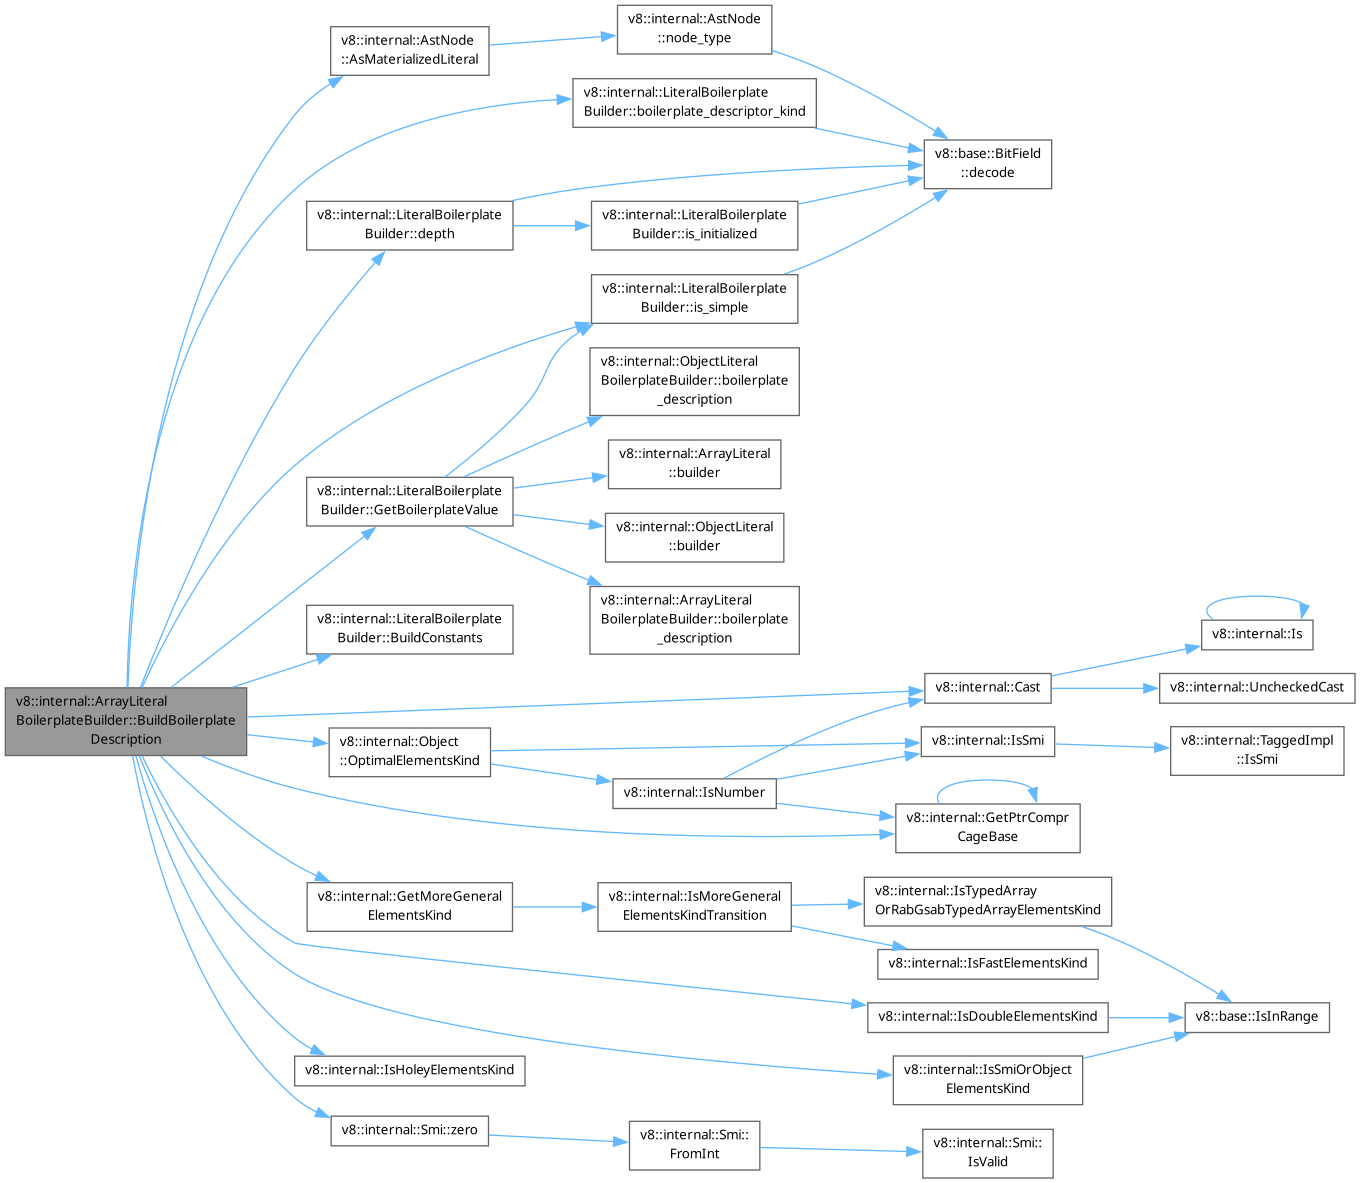 v8::internal::AstNode
::AsMaterializedLiteral
v8::internal::AstNode
::node_type
v8::internal::LiteralBoilerplate
Builder::boilerplate_descriptor_kind
v8::base::BitField
::decode
v8::internal::LiteralBoilerplate
Builder::depth
v8::internal::LiteralBoilerplate
Builder::is_initialized
v8::internal::LiteralBoilerplate
Builder::is_simple
v8::internal::ObjectLiteral
BoilerplateBuilder::boilerplate
_description
v8::internal::ArrayLiteral
::builder
v8::internal::LiteralBoilerplate
Builder::GetBoilerplateValue
v8::internal::ObjectLiteral
::builder
v8::internal::ArrayLiteral
BoilerplateBuilder::boilerplate
_description
v8::internal::LiteralBoilerplate
Builder::BuildConstants
v8::internal::Is
v8::internal::Cast
v8::internal::UncheckedCast
v8::internal::ArrayLiteral
BoilerplateBuilder::BuildBoilerplate
Description
v8::internal::Object
::OptimalElementsKind
v8::internal::IsSmi
v8::internal::TaggedImpl
::IsSmi
v8::internal::IsNumber
v8::internal::GetPtrCompr
CageBase
v8::internal::GetMoreGeneral
ElementsKind
v8::internal::IsMoreGeneral
ElementsKindTransition
v8::internal::IsTypedArray
OrRabGsabTypedArrayElementsKind
v8::internal::IsFastElementsKind
v8::internal::IsDoubleElementsKind
v8::base::IsInRange
v8::internal::IsHoleyElementsKind
v8::internal::IsSmiOrObject
ElementsKind
v8::internal::Smi::zero
v8::internal::Smi::
FromInt
v8::internal::Smi::
IsValid